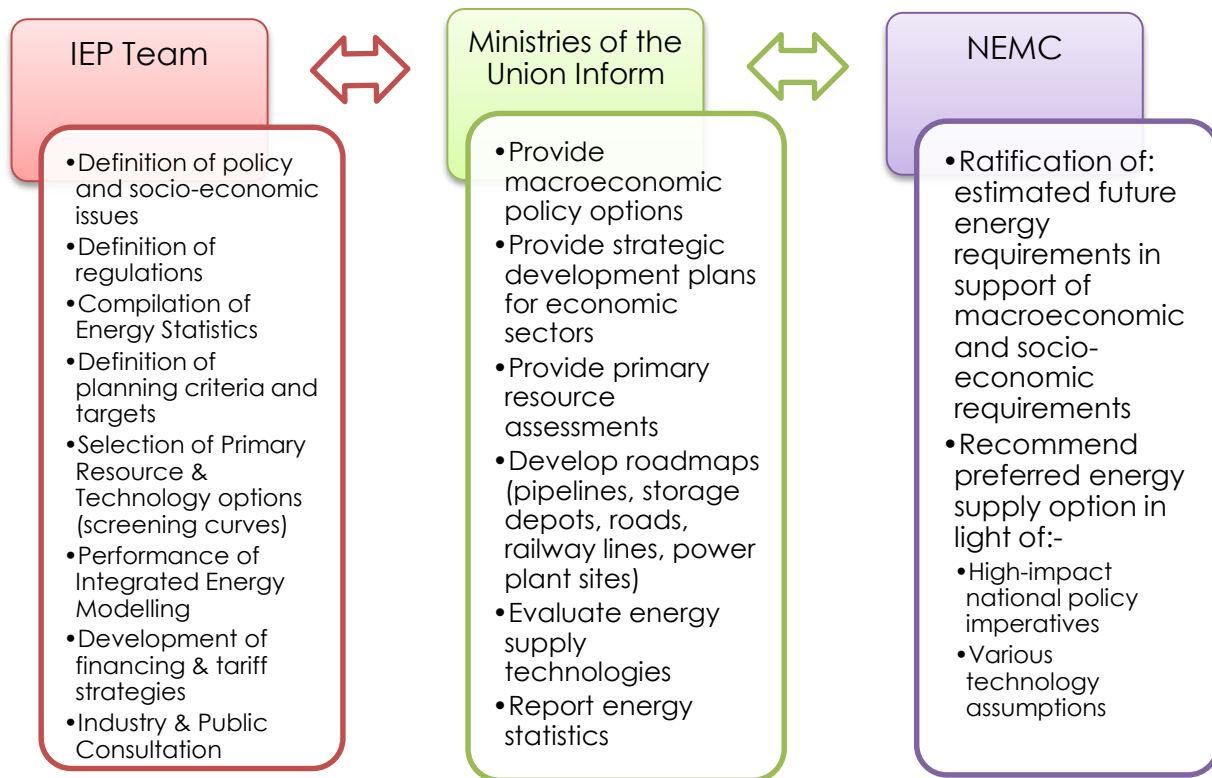 IEP Team
•Definition of policy
and socio-economic
issues
•Definition of
regulations
•Compilation of
Energy Statistics
•Definition of
planning criteria and
targets
•Selection of Primary
Resource &
Technology options
(screening curves)
•Performance of
Integrated Energy
Modelling
•Development of
financing & tariff
strategies
•Industry & Public
Consultation
Ministries of the
Union Inform
•Provide
macroeconomic
policy options
•Provide strategic
development plans
for economic
sectors
•Provide primary
resource
assessments
•Develop roadmaps
(pipelines, storage
depots, roads,
railway lines, power
plant sites)
•Evaluate energy
supply
technologies
•Report energy
statistics
NEMC
•Ratification of:
estimated future
energy
requirements in
support of
macroeconomic
and socio-
economic
requirements
•Recommend
preferred energy
supply option in
light of:-
•High-impact
national policy
imperatives
•Various
technology
assumptions